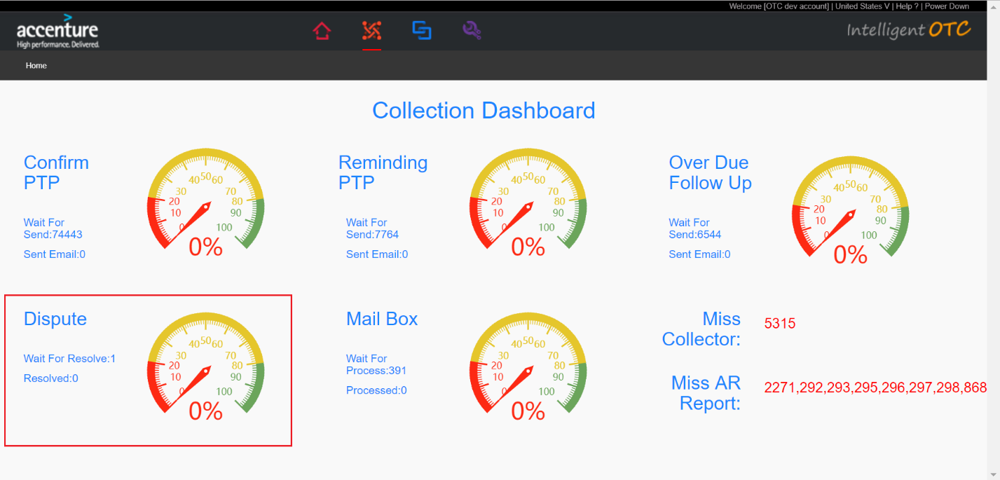 Welcome [OTC dev account] | United States V | Help ? | Power Down
accenture
High performance. Delivered.
Intelligent OTC
Home
Collection Dashboard
Confirm
PTP
Wait For
Send:74443
Sent Email:0
0
10
20
30
40
50
60
70
80
90
100
0%
Reminding
PTP
Wait For
Send:7764
Sent Email:0
0
10
20
30
40
50
60
70
80
90
100
0%
Over Due
Follow Up
Wait For
Send:6544
Sent Email:0
0
10
20
30
40
50
60
70
80
90
100
0%
Dispute
Wait For Resolve:1
Resolved:0
0
10
20
30
40
50
60
70
80
90
100
0%
Mail Box
Wait For
Process:391
Processed:0
0
10
20
30
40
50
60
70
80
90
100
0%
Miss
Collector:
5315
Miss AR
Report:
2271,292,293,295,296,297,298,868